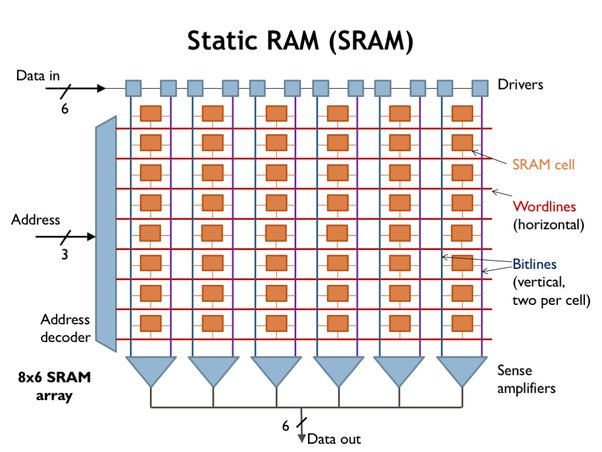 Static RAM (SRAM)
Data in
6
Drivers
SRAM cell
Wordlines
(horizontal)
Address
3
Bitlines
(vertical,
two per cell)
Address
decoder
8x6 SRAM
array
Sense
amplifiers
6
Data out